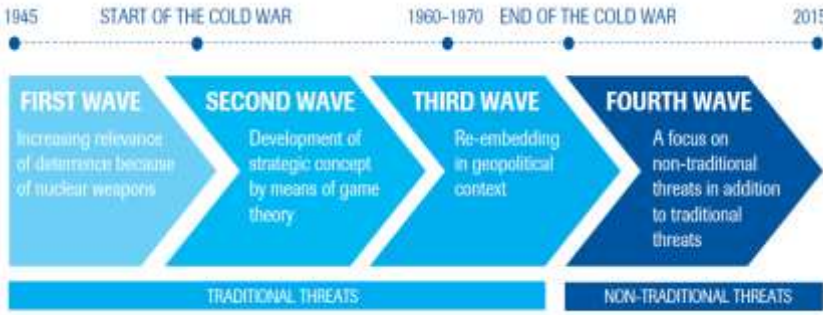 1945 START OF THE COLD WAR 1960–1970 END OF THE COLD WAR 2015
FIRST WAVE
Increasing relevance
of deterrence because
of nuclear weapons
SECOND WAVE
Development of
strategic concept
by means of game
theory
THIRD WAVE
Re-embedding
in geopolitical
context
FOURTH WAVE
A focus on
non-traditional
threats in addition
to traditional
threats
TRADITIONAL THREATS
NON-TRADITIONAL THREATS